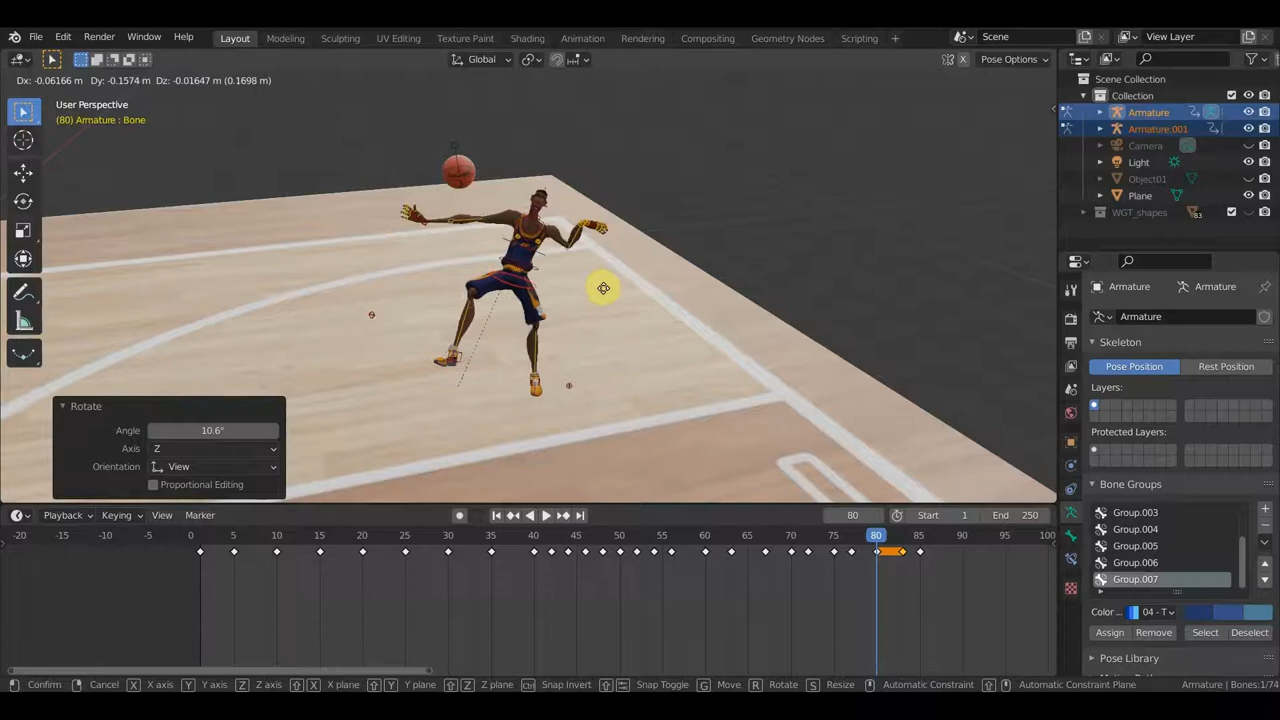 File Edit Render Window Help Layout Modeling Sculpting UV Editing Texture Paint Shading Animation Rendering Compositing Geometry Nodes Scripting + Scene View Layer
Global Pose Options
Dx: -0.06166 m Dy: -0.1574 m Dz: -0.01647 m (0.1698 m)
User Perspective
(80) Armature : Bone
Scene Collection
Collection
Armature
Armature.001
Camera
Light
Object01
Plane
WGT_shapes 83
Armature Armature
Armature
Skeleton
Pose Position Rest Position
Layers:
Protected Layers:
Bone Groups
Group.003
Group.004
Group.005
Group.006
Group.007
Color ... 04 - T
Assign Remove Select Deselect
Pose Library
Rotate
Angle 10.6°
Axis Z
Orientation View
Proportional Editing
Playback Keying View Marker 80 Start 1 End 250
-20 -15 -10 -5 0 5 10 15 20 25 30 35 40 45 50 55 60 65 70 75 80 85 90 95 100
Confirm Cancel X X axis Y Y axis Z Z axis X X plane Y Y plane Z Z plane Ctrl Snap Invert Snap Toggle G Move R Rotate S Resize Automatic Constraint Automatic Constraint Plane Armature | Bones:1/74